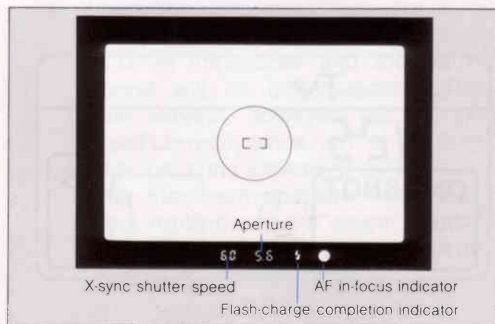 Aperture
60 5.6
X-sync shutter speed
AF in-focus indicator
Flash-charge completion indicator